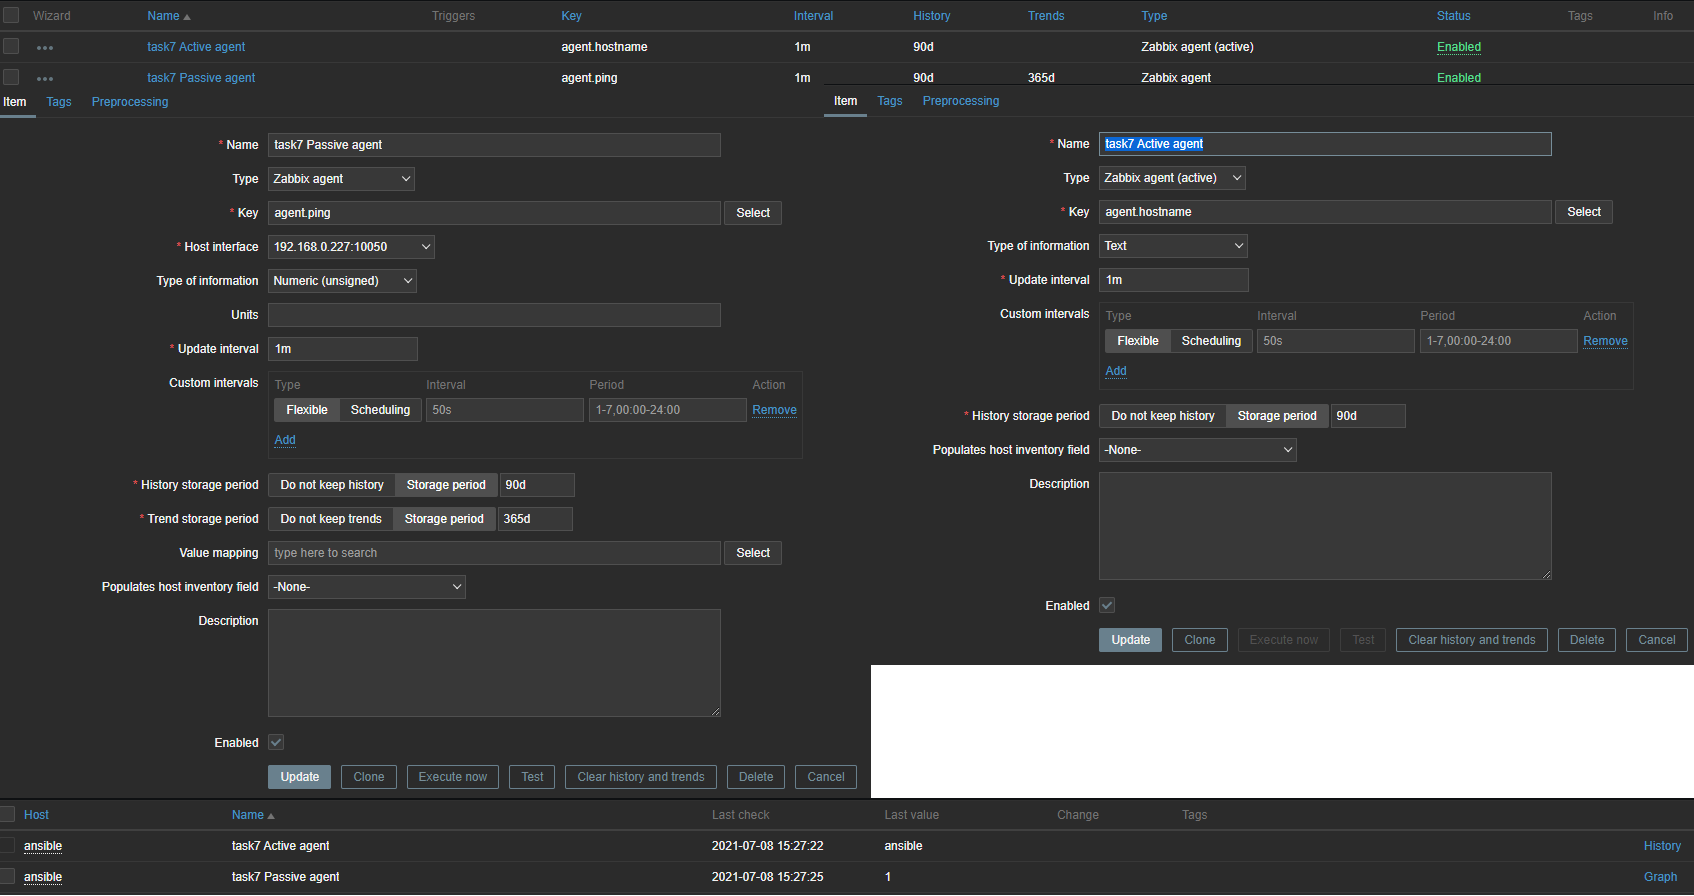 Wizard Name Triggers Key Interval History Trends Type Status Tags Info
task7 Active agent agent.hostname 1m 90d Zabbix agent (active) Enabled
task7 Passive agent agent.ping 1m 90d 365d Zabbix agent Enabled
Item Tags Preprocessing
* Name task7 Passive agent
Type Zabbix agent
* Key agent.ping Select
* Host interface 192.168.0.227:10050
Type of information Numeric (unsigned)
Units
* Update interval 1m
Custom intervals Type Interval Period Action
Flexible Scheduling 50s 1-7,00:00-24:00 Remove
Add
* History storage period Do not keep history Storage period 90d
* Trend storage period Do not keep trends Storage period 365d
Value mapping type here to search Select
Populates host inventory field -None-
Description
Enabled
Update Clone Execute now Test Clear history and trends Delete Cancel
Item Tags Preprocessing
* Name task7 Active agent
Type Zabbix agent (active)
* Key agent.hostname Select
Type of information Text
* Update interval 1m
Custom intervals Type Interval Period Action
Flexible Scheduling 50s 1-7,00:00-24:00 Remove
Add
* History storage period Do not keep history Storage period 90d
Populates host inventory field -None-
Description
Enabled
Update Clone Execute now Test Clear history and trends Delete Cancel
Host Name Last check Last value Change Tags
ansible task7 Active agent 2021-07-08 15:27:22 ansible History
ansible task7 Passive agent 2021-07-08 15:27:25 1 Graph